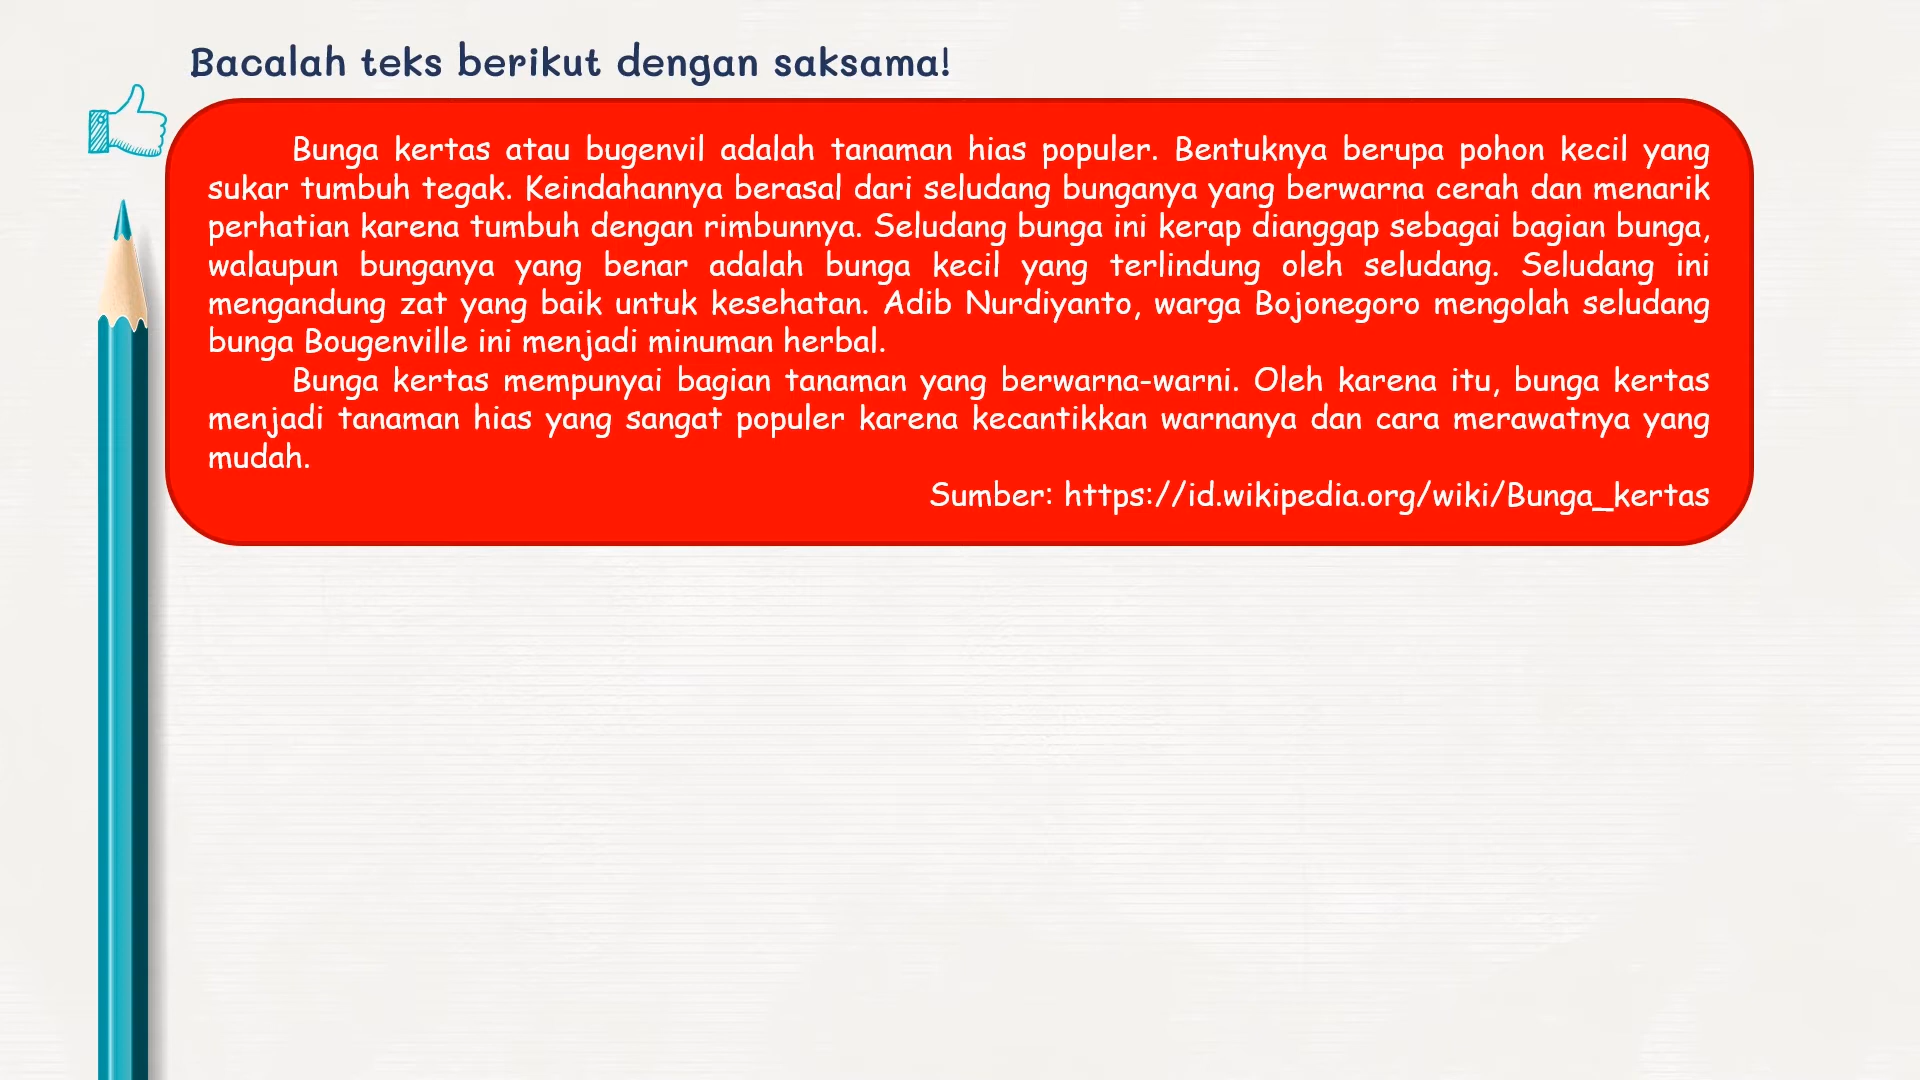 Bacalah teks berikut dengan saksama!
Bunga kertas atau bugenvil adalah tanaman hias populer. Bentuknya berupa pohon kecil yang
sukar tumbuh tegak. Keindahannya berasal dari seludang bunganya yang berwarna cerah dan menarik
perhatian karena tumbuh dengan rimbunnya. Seludang bunga ini kerap dianggap sebagai bagian bunga,
walaupun bunganya yang benar adalah bunga kecil yang terlindung oleh seludang. Seludang ini
mengandung zat yang baik untuk kesehatan. Adib Nurdiyanto, warga Bojonegoro mengolah seludang
bunga Bougenville ini menjadi minuman herbal.
Bunga kertas mempunyai bagian tanaman yang berwarna-warni. Oleh karena itu, bunga kertas
menjadi tanaman hias yang sangat populer karena kecantikkan warnanya dan cara merawatnya yang
mudah.
Sumber: https://id.wikipedia.org/wiki/Bunga_kertas